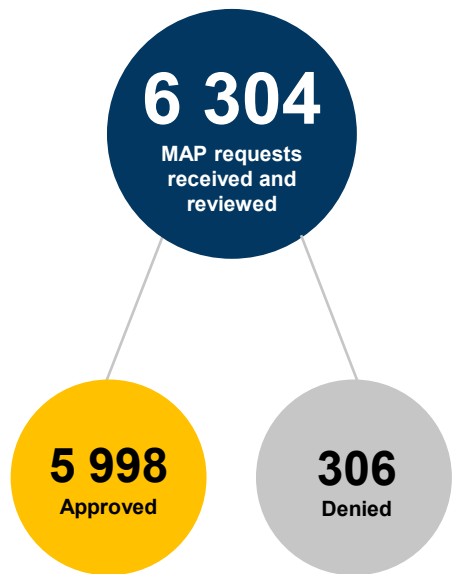 6 304
MAP requests
received and
reviewed
5 998
Approved
306
Denied